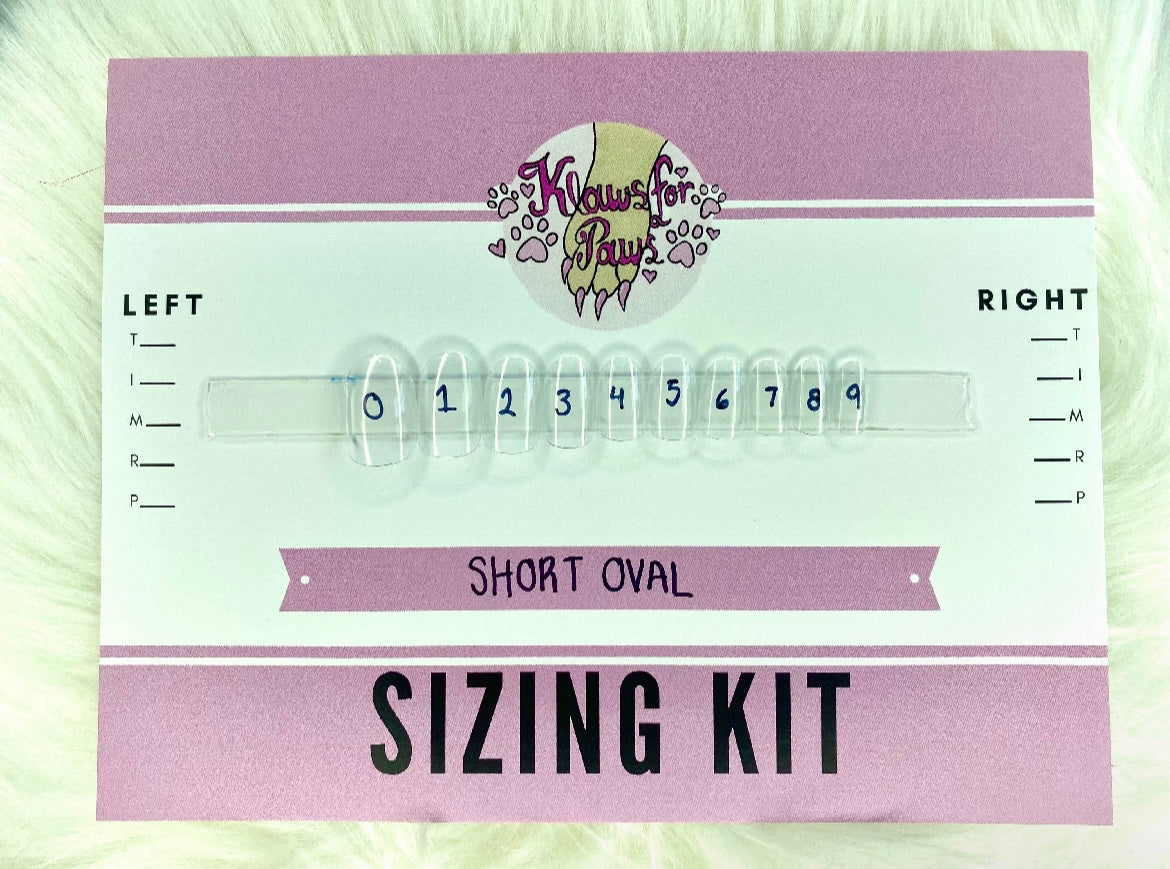 Klaws for
Paws
LEFT
T
I
M
R
P
RIGHT
T
I
M
R
P
0 1 2 3 4 5 6 7 8 9
SHORT OVAL
SIZING KIT